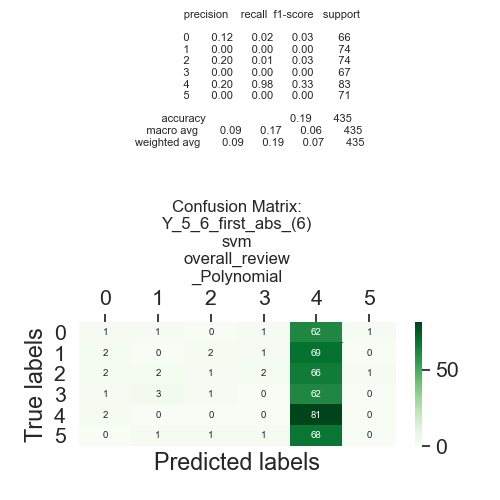 precision recall f1-score support
0 0.12 0.02 0.03 66
1 0.00 0.00 0.00 74
2 0.20 0.01 0.03 74
3 0.00 0.00 0.00 67
4 0.20 0.98 0.33 83
5 0.00 0.00 0.00 71
accuracy 0.19 435
macro avg 0.09 0.17 0.06 435
weighted avg 0.09 0.19 0.07 435
Confusion Matrix:
Y_5_6_first_abs_(6)
svm
overall_review
_Polynomial
0 1 2 3 4 5
0 1 1 0 1 62 1
1 2 0 2 1 69 0
2 2 2 1 2 66 1
3 1 3 1 0 62 0
4 2 0 0 0 81 0
5 0 1 1 1 68 0
True labels
Predicted labels
50
0